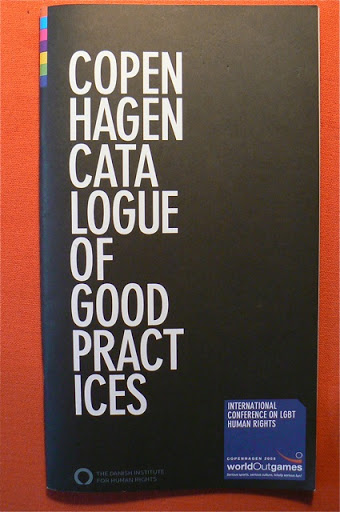 COPEN
HAGEN
CATA
LOGUE
OF
GOOD
PRACT
ICES
INTERNATIONAL
CONFERENCE ON LGBT
HUMAN RIGHTS
COPENHAGEN 2009
worldOutgames
THE DANISH INSTITUTE
FOR HUMAN RIGHTS